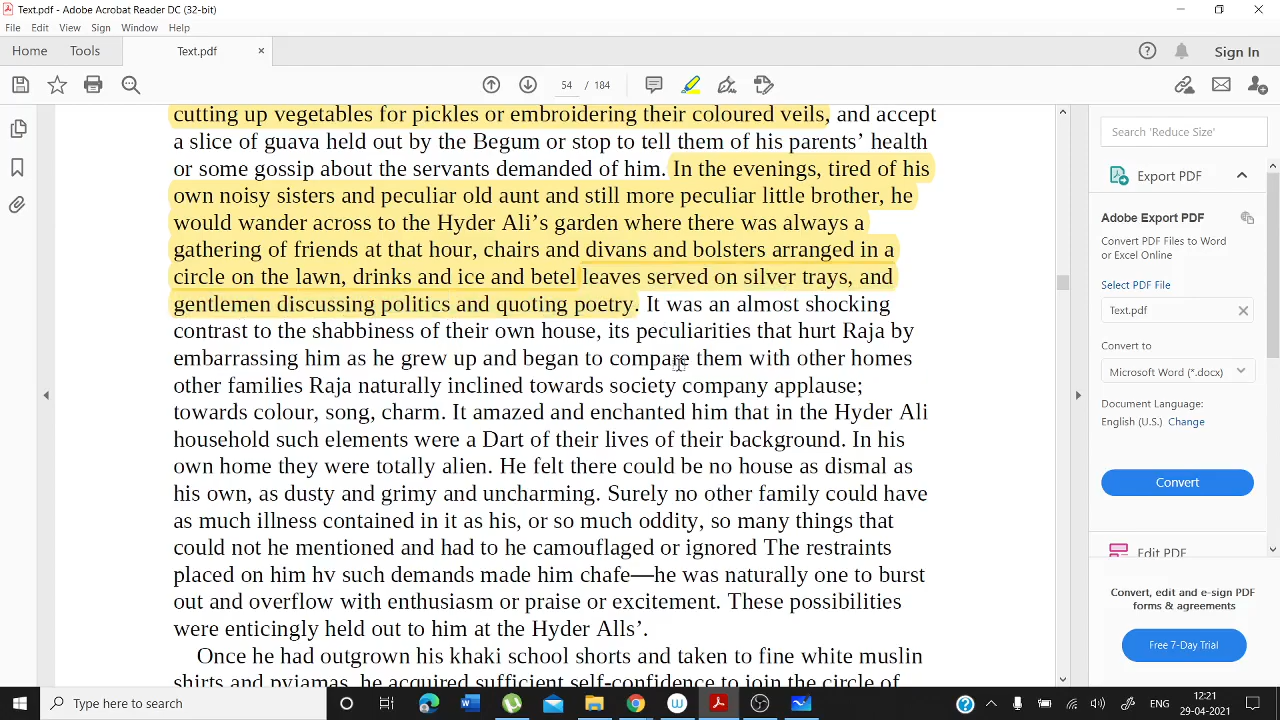 Text.pdf - Adobe Acrobat Reader DC (32-bit)
File Edit View Sign Window Help
Home Tools Text.pdf × Sign In
54 / 184
cutting up vegetables for pickles or embroidering their coloured veils, and accept
a slice of guava held out by the Begum or stop to tell them of his parents’ health
or some gossip about the servants demanded of him. In the evenings, tired of his
own noisy sisters and peculiar old aunt and still more peculiar little brother, he
would wander across to the Hyder Ali’s garden where there was always a
gathering of friends at that hour, chairs and divans and bolsters arranged in a
circle on the lawn, drinks and ice and betel leaves served on silver trays, and
gentlemen discussing politics and quoting poetry. It was an almost shocking
contrast to the shabbiness of their own house, its peculiarities that hurt Raja by
embarrassing him as he grew up and began to compare them with other homes
other families Raja naturally inclined towards society company applause;
towards colour, song, charm. It amazed and enchanted him that in the Hyder Ali
household such elements were a Dart of their lives of their background. In his
own home they were totally alien. He felt there could be no house as dismal as
his own, as dusty and grimy and uncharming. Surely no other family could have
as much illness contained in it as his, or so much oddity, so many things that
could not he mentioned and had to he camouflaged or ignored The restraints
placed on him hv such demands made him chafe—he was naturally one to burst
out and overflow with enthusiasm or praise or excitement. These possibilities
were enticingly held out to him at the Hyder Alls’.
Once he had outgrown his khaki school shorts and taken to fine white muslin
shirts and pyjamas, he acquired sufficient self-confidence to join the circle of
Search 'Reduce Size'
Export PDF
Adobe Export PDF
Convert PDF Files to Word
or Excel Online
Select PDF File
Text.pdf
Convert to
Microsoft Word (*.docx)
Document Language:
English (U.S.) Change
Convert
Edit PDF
Convert, edit and e-sign PDF
forms & agreements
Free 7-Day Trial
Type here to search
ENG
12:21
29-04-2021